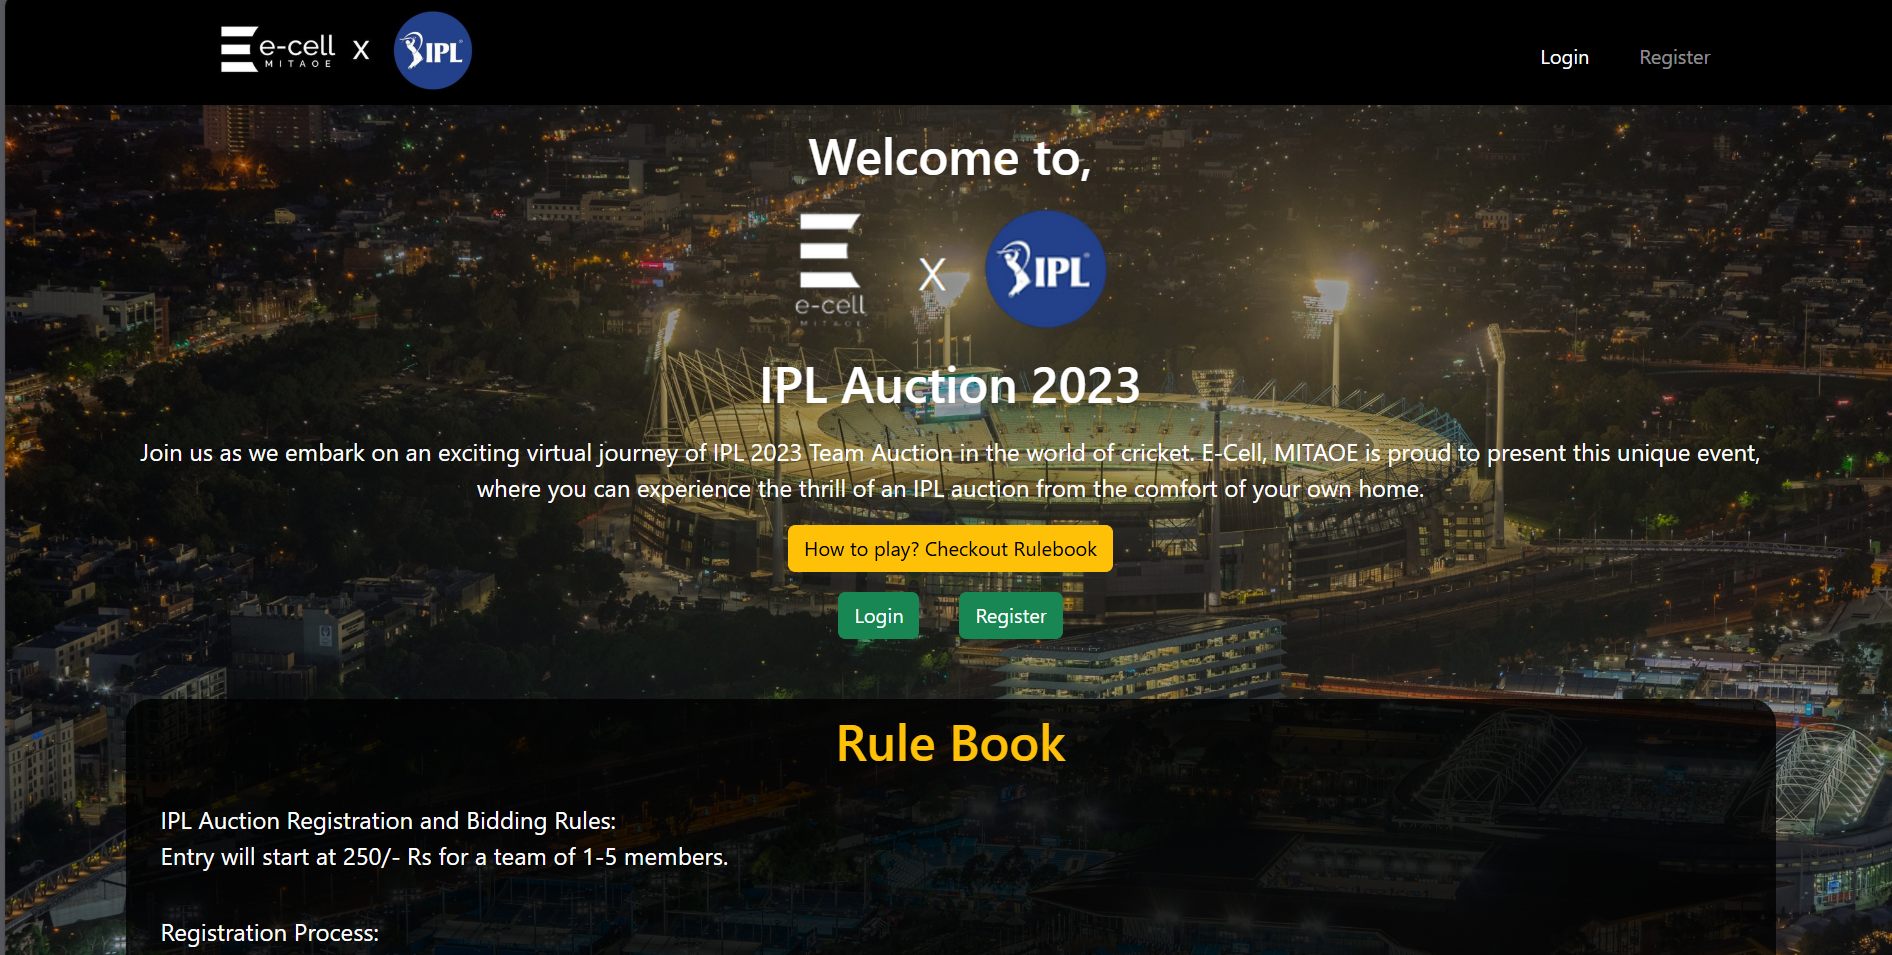 e-cell
MITAOE
X
IPL
Login
Register
Welcome to,
e-cell
MITAOE
X
IPL
IPL Auction 2023
Join us as we embark on an exciting virtual journey of IPL 2023 Team Auction in the world of cricket. E-Cell, MITAOE is proud to present this unique event,
where you can experience the thrill of an IPL auction from the comfort of your own home.
How to play? Checkout Rulebook
Login
Register
Rule Book
IPL Auction Registration and Bidding Rules:
Entry will start at 250/- Rs for a team of 1-5 members.
Registration Process: